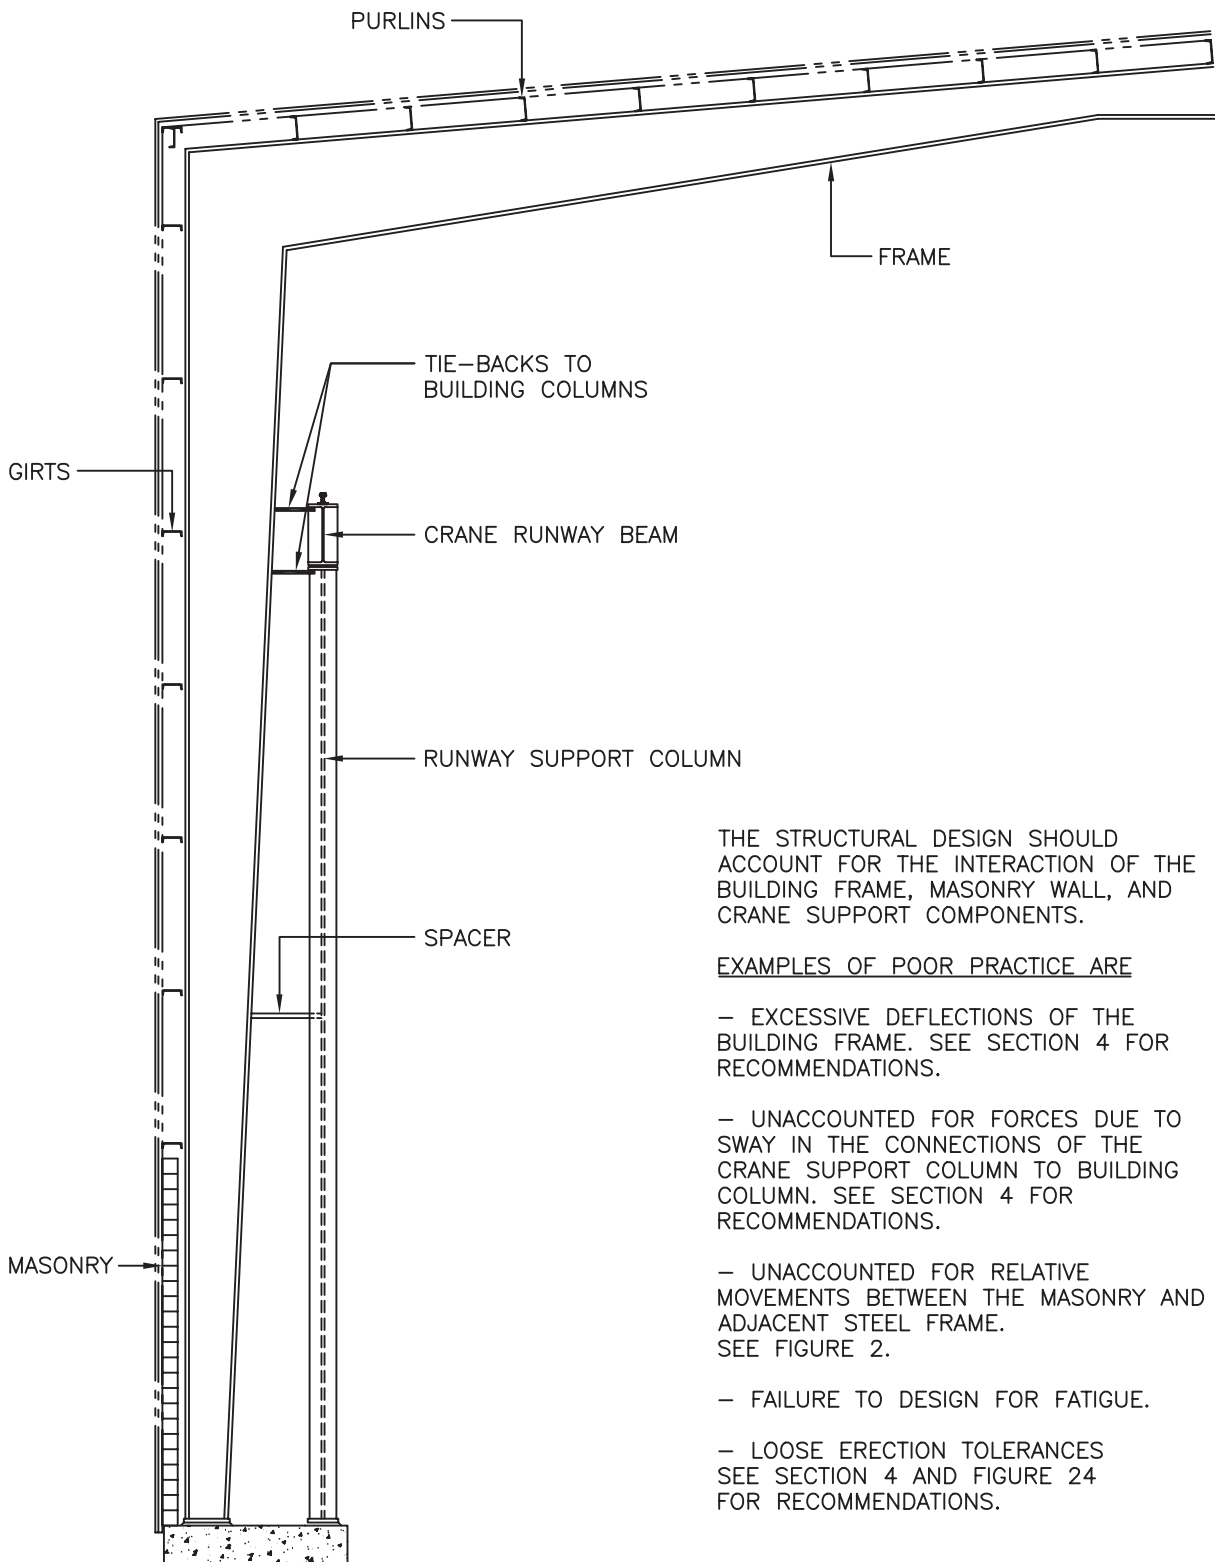 PURLINS
FRAME
TIE–BACKS TO
BUILDING COLUMNS
GIRTS
CRANE RUNWAY BEAM
RUNWAY SUPPORT COLUMN
THE STRUCTURAL DESIGN SHOULD
ACCOUNT FOR THE INTERACTION OF THE
BUILDING FRAME, MASONRY WALL, AND
CRANE SUPPORT COMPONENTS.
SPACER
EXAMPLES OF POOR PRACTICE ARE
– EXCESSIVE DEFLECTIONS OF THE
BUILDING FRAME. SEE SECTION 4 FOR
RECOMMENDATIONS.
– UNACCOUNTED FOR FORCES DUE TO
SWAY IN THE CONNECTIONS OF THE
CRANE SUPPORT COLUMN TO BUILDING
COLUMN. SEE SECTION 4 FOR
RECOMMENDATIONS.
MASONRY
– UNACCOUNTED FOR RELATIVE
MOVEMENTS BETWEEN THE MASONRY AND
ADJACENT STEEL FRAME.
SEE FIGURE 2.
– FAILURE TO DESIGN FOR FATIGUE.
– LOOSE ERECTION TOLERANCES
SEE SECTION 4 AND FIGURE 24
FOR RECOMMENDATIONS.